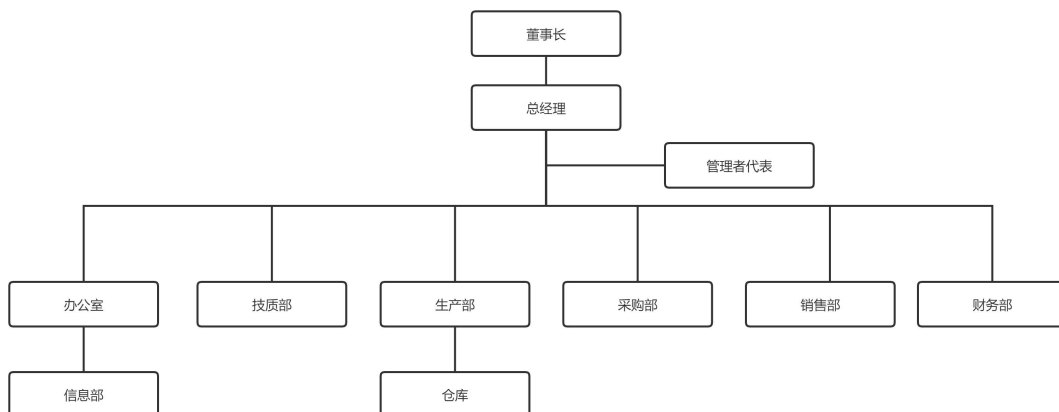 董事长
总经理
管理者代表
办公室
技质部
生产部
采购部
销售部
财务部
信息部
仓库